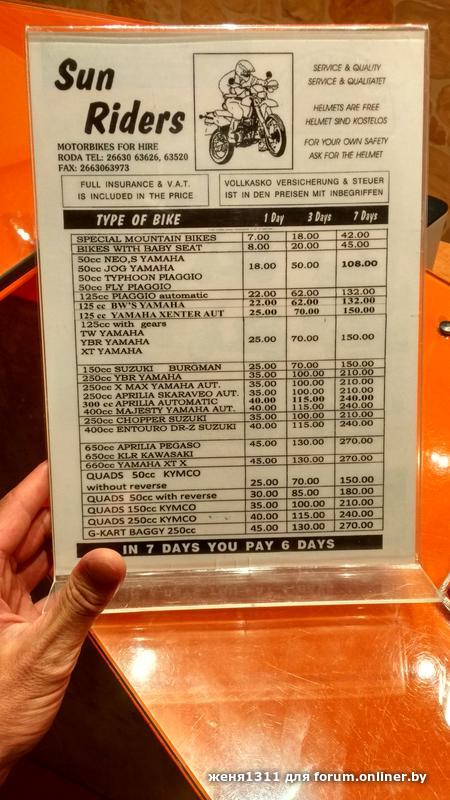 Sun
Riders
SERVICE & QUALITY
SERVICE & QUALITATET
HELMETS ARE FREE
HELMET SIND KOSTELOS
FOR YOUR OWN SAFETY
ASK FOR THE HELMET
MOTORBIKES FOR HIRE
RODA TEL: 26630 63626, 63520
FAX: 2663063973
FULL INSURANCE & V.A.T.
IS INCLUDED IN THE PRICE
VOLLKASKO VERSICHERUNG & STEUER
IST IN DEN PREISEN MIT INBEGRIFFEN
TYPE OF BIKE 1 Day 3 Days 7 Days
SPECIAL MOUNTAIN BIKES 7.00 18.00 42.00
BIKES WITH BABY SEAT 8.00 20.00 45.00
50cc NEO,S YAMAHA
50cc JOG YAMAHA 18.00 50.00 108.00
50cc TYPHOON PIAGGIO
50cc FLY PIAGGIO
125cc PIAGGIO automatic 22.00 62.00 132.00
125 cc BW'S YAMAHA 22.00 62.00 132.00
125 cc YAMAHA XENTER AUT 25.00 70.00 150.00
125cc with gears
TW YAMAHA
YBR YAMAHA 25.00 70.00 150.00
XT YAMAHA
150cc SUZUKI BURGMAN 25.00 70.00 150.00
250cc YBR YAMAHA 35.00 100.00 210.00
250cc X MAX YAMAHA AUT. 35.00 100.00 210.00
250cc APRILIA SKARAVEO AUT. 35.00 100.00 210.00
300 cc APRILIA AUTOMATIC 40.00 115.00 240.00
400cc MAJESTY YAMAHA AUT. 40.00 115.00 240.00
250cc CHOPPER SUZUKI 35.00 100.00 210.00
400cc ENTOURO DR-Z SUZUKI 40.00 115.00 240.00
650cc APRILIA PEGASO 45.00 130.00 270.00
650cc KLR KAWASAKI
660cc YAMAHA XT X 45.00 130.00 270.00
QUADS 50cc KYMCO
without reverse 25.00 70.00 150.00
QUADS 50cc with reverse 30.00 85.00 180.00
QUADS 150cc KYMCO 35.00 100.00 210.00
QUADS 250cc KYMCO 40.00 115.00 240.00
G-KART BAGGY 250cc 45.00 130.00 270.00
IN 7 DAYS YOU PAY 6 DAYS
женя1311 для forum.onliner.by